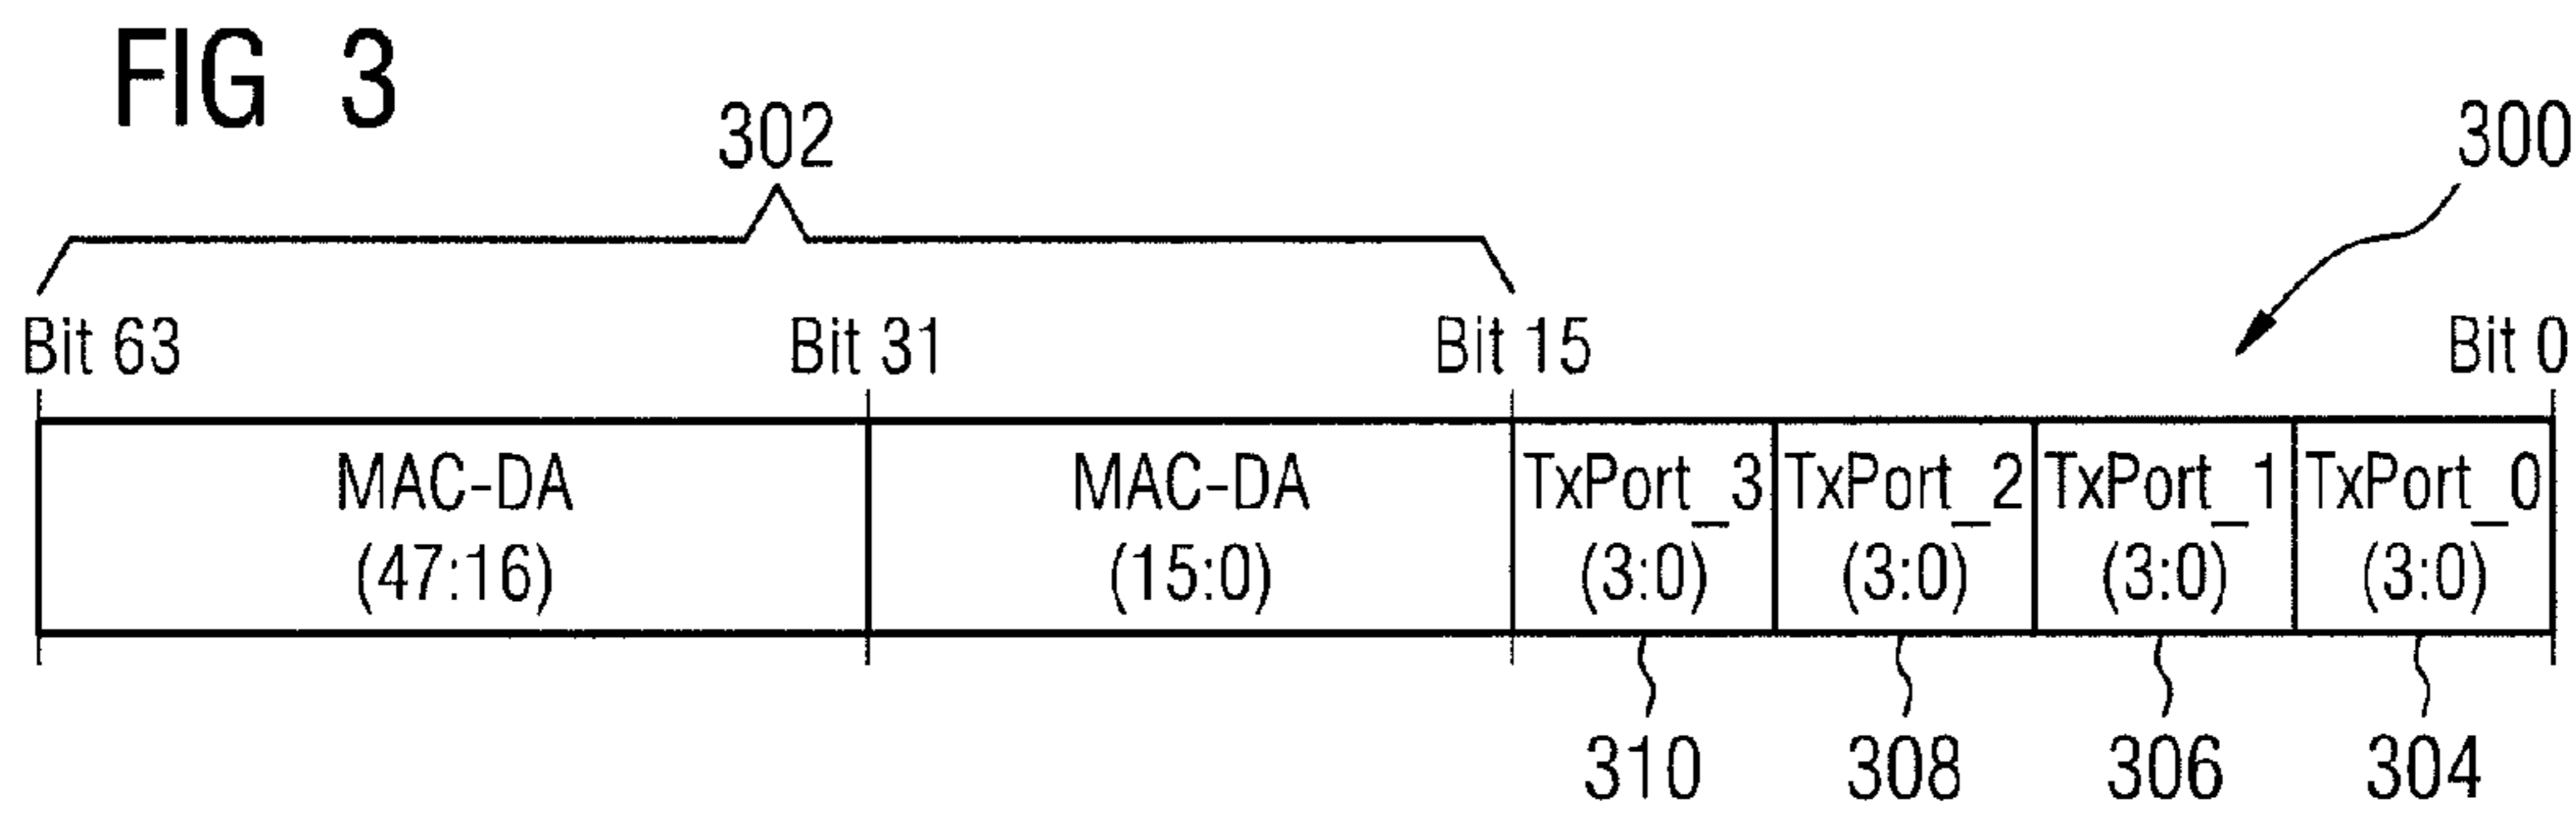 FIG 3
302
300
Bit 63 Bit 31 Bit 15 Bit 0
MAC-DA MAC-DA TxPort_3 TxPort_2 TxPort_1 TxPort_0
(47:16) (15:0) (3:0) (3:0) (3:0) (3:0)
310 308 306 304